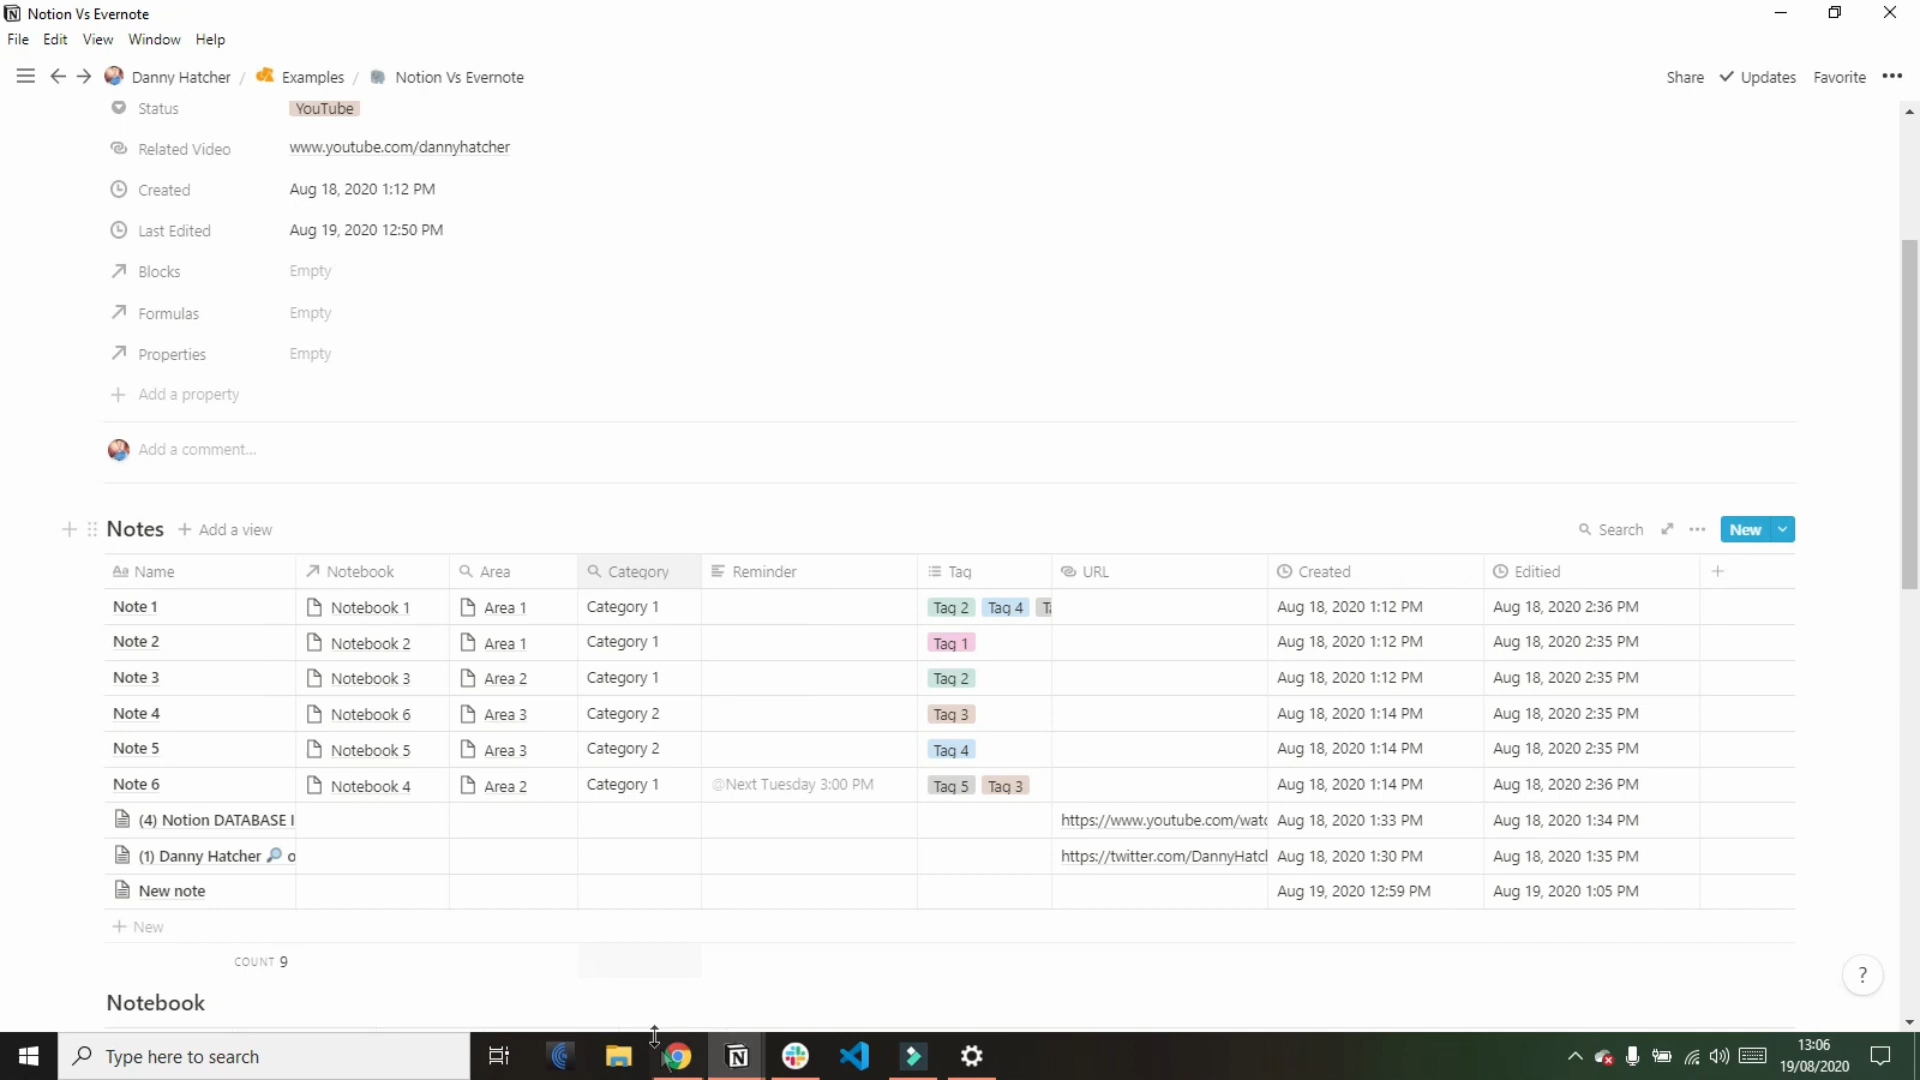 Notion Vs Evernote
File Edit View Window Help
Danny Hatcher / Examples / Notion Vs Evernote Share Updates Favorite
Status YouTube
Related Video www.youtube.com/dannyhatcher
Created Aug 18, 2020 1:12 PM
Last Edited Aug 19, 2020 12:50 PM
Blocks Empty
Formulas Empty
Properties Empty
Add a property
Add a comment...
Notes Add a view Search New
Aa Name Notebook Area Category Reminder Tag URL Created Editied
Note 1 Notebook 1 Area 1 Category 1 Tag 2 Tag 4 Aug 18, 2020 1:12 PM Aug 18, 2020 2:36 PM
Note 2 Notebook 2 Area 1 Category 1 Tag 1 Aug 18, 2020 1:12 PM Aug 18, 2020 2:35 PM
Note 3 Notebook 3 Area 2 Category 1 Tag 2 Aug 18, 2020 1:12 PM Aug 18, 2020 2:35 PM
Note 4 Notebook 6 Area 3 Category 2 Tag 3 Aug 18, 2020 1:14 PM Aug 18, 2020 2:35 PM
Note 5 Notebook 5 Area 3 Category 2 Tag 4 Aug 18, 2020 1:14 PM Aug 18, 2020 2:35 PM
Note 6 Notebook 4 Area 2 Category 1 @Next Tuesday 3:00 PM Tag 5 Tag 3 Aug 18, 2020 1:14 PM Aug 18, 2020 2:36 PM
(4) Notion DATABASE https://www.youtube.com/watc Aug 18, 2020 1:33 PM Aug 18, 2020 1:34 PM
(1) Danny Hatcher 🔎 o https://twitter.com/DannyHatc Aug 18, 2020 1:30 PM Aug 18, 2020 1:35 PM
New note Aug 19, 2020 12:59 PM Aug 19, 2020 1:05 PM
+ New
COUNT 9
?
Notebook
Type here to search 13:06
19/08/2020